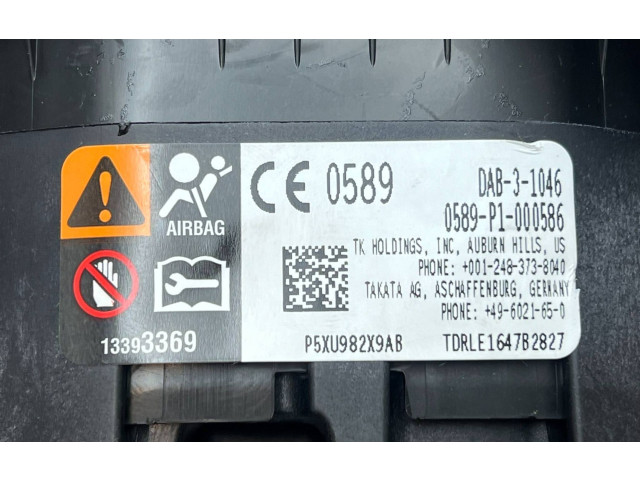 AIRBAG
13393369
CE 0589
DAB-3-1046
0589-P1-000586
TK HOLDINGS, INC, AUBURN HILLS, US
PHONE: +001-248-373-8040
TAKATA AG, ASCHAFFENBURG, GERMANY
PHONE: +49-6021-65-0
P5XU982X9AB
TDRLE1647B2827